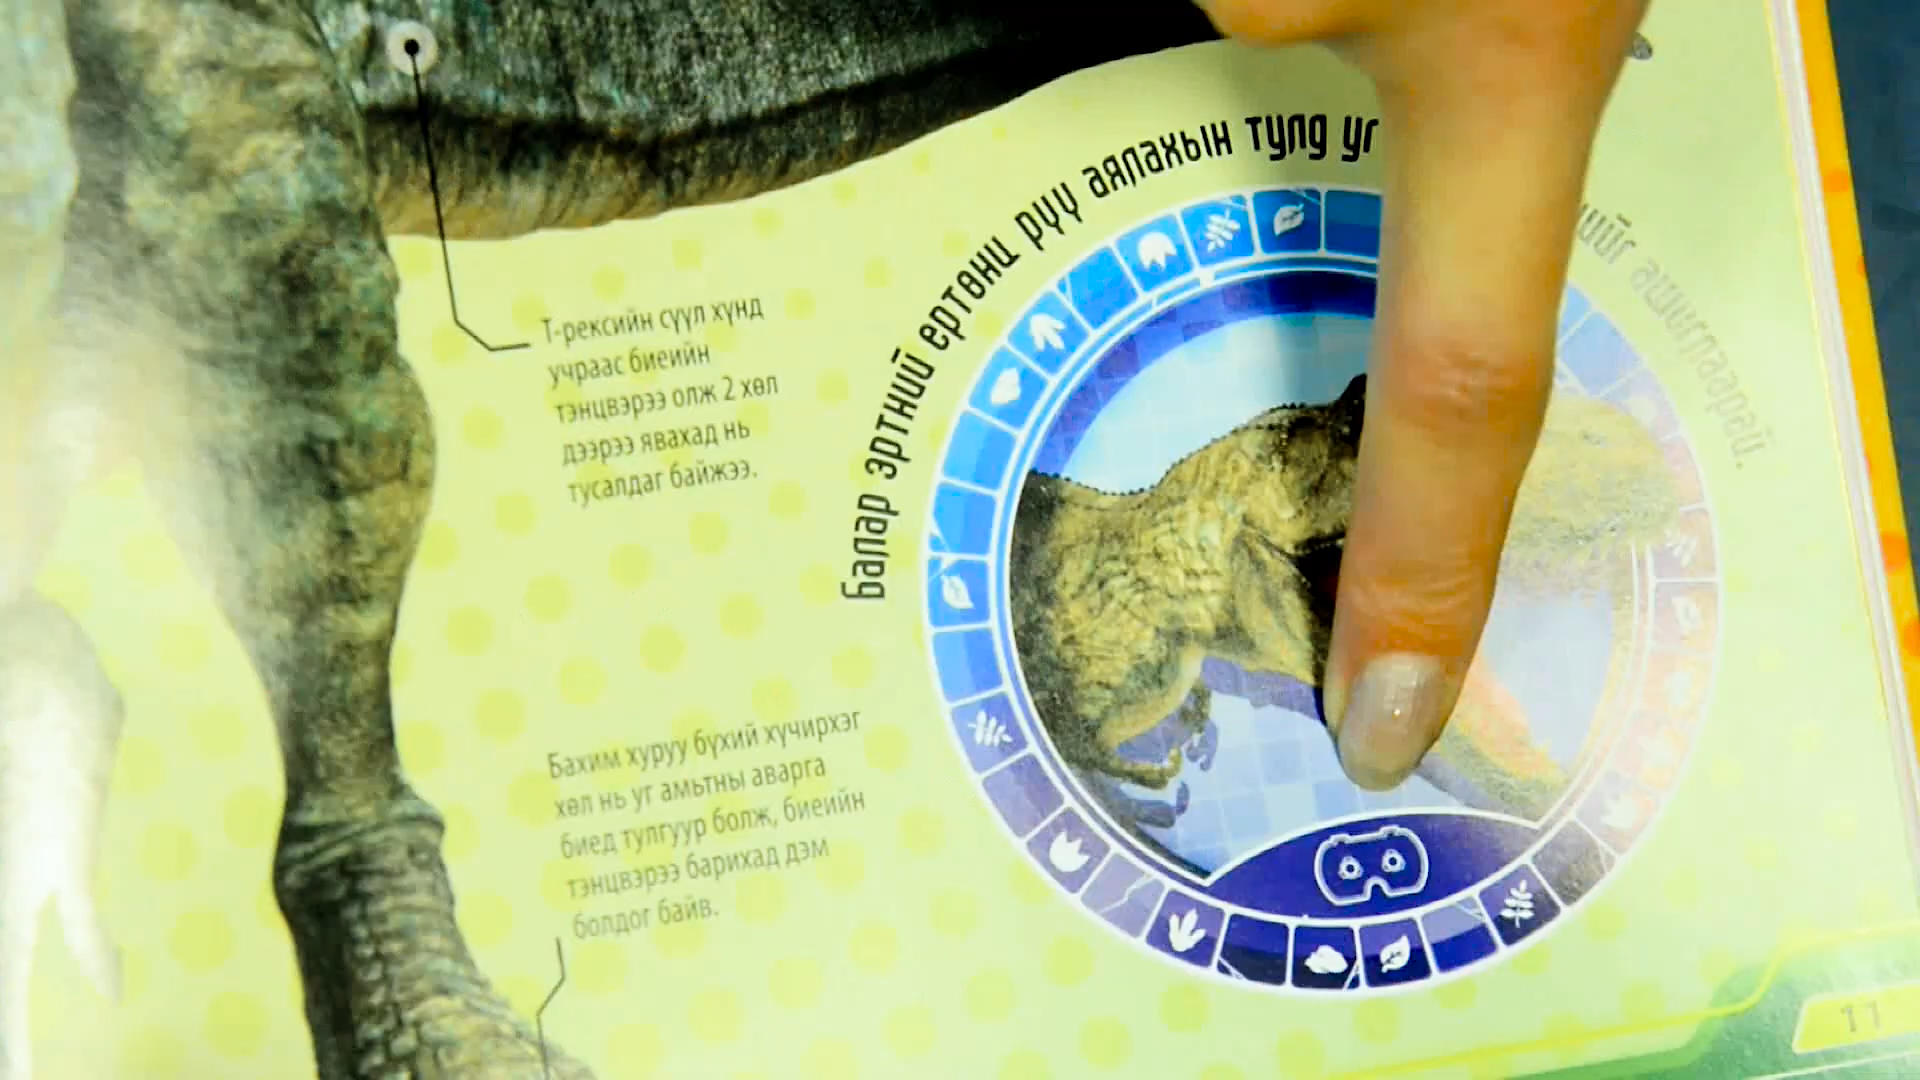 Балар эртний ертөнц рүү аялахын тулд уг
ашиглаарай.
Т-рексийн сүүл хүнд
учраас биеийн
тэнцвэрээ олж 2 хөл
дээрээ явахад нь
тусалдаг байжээ.
Бахим хуруу бүхий хүчирхэг
хөл нь уг амьтны аварга
биед тулгуур болж, биеийн
тэнцвэрээ барихад дэм
болдог байв.
11